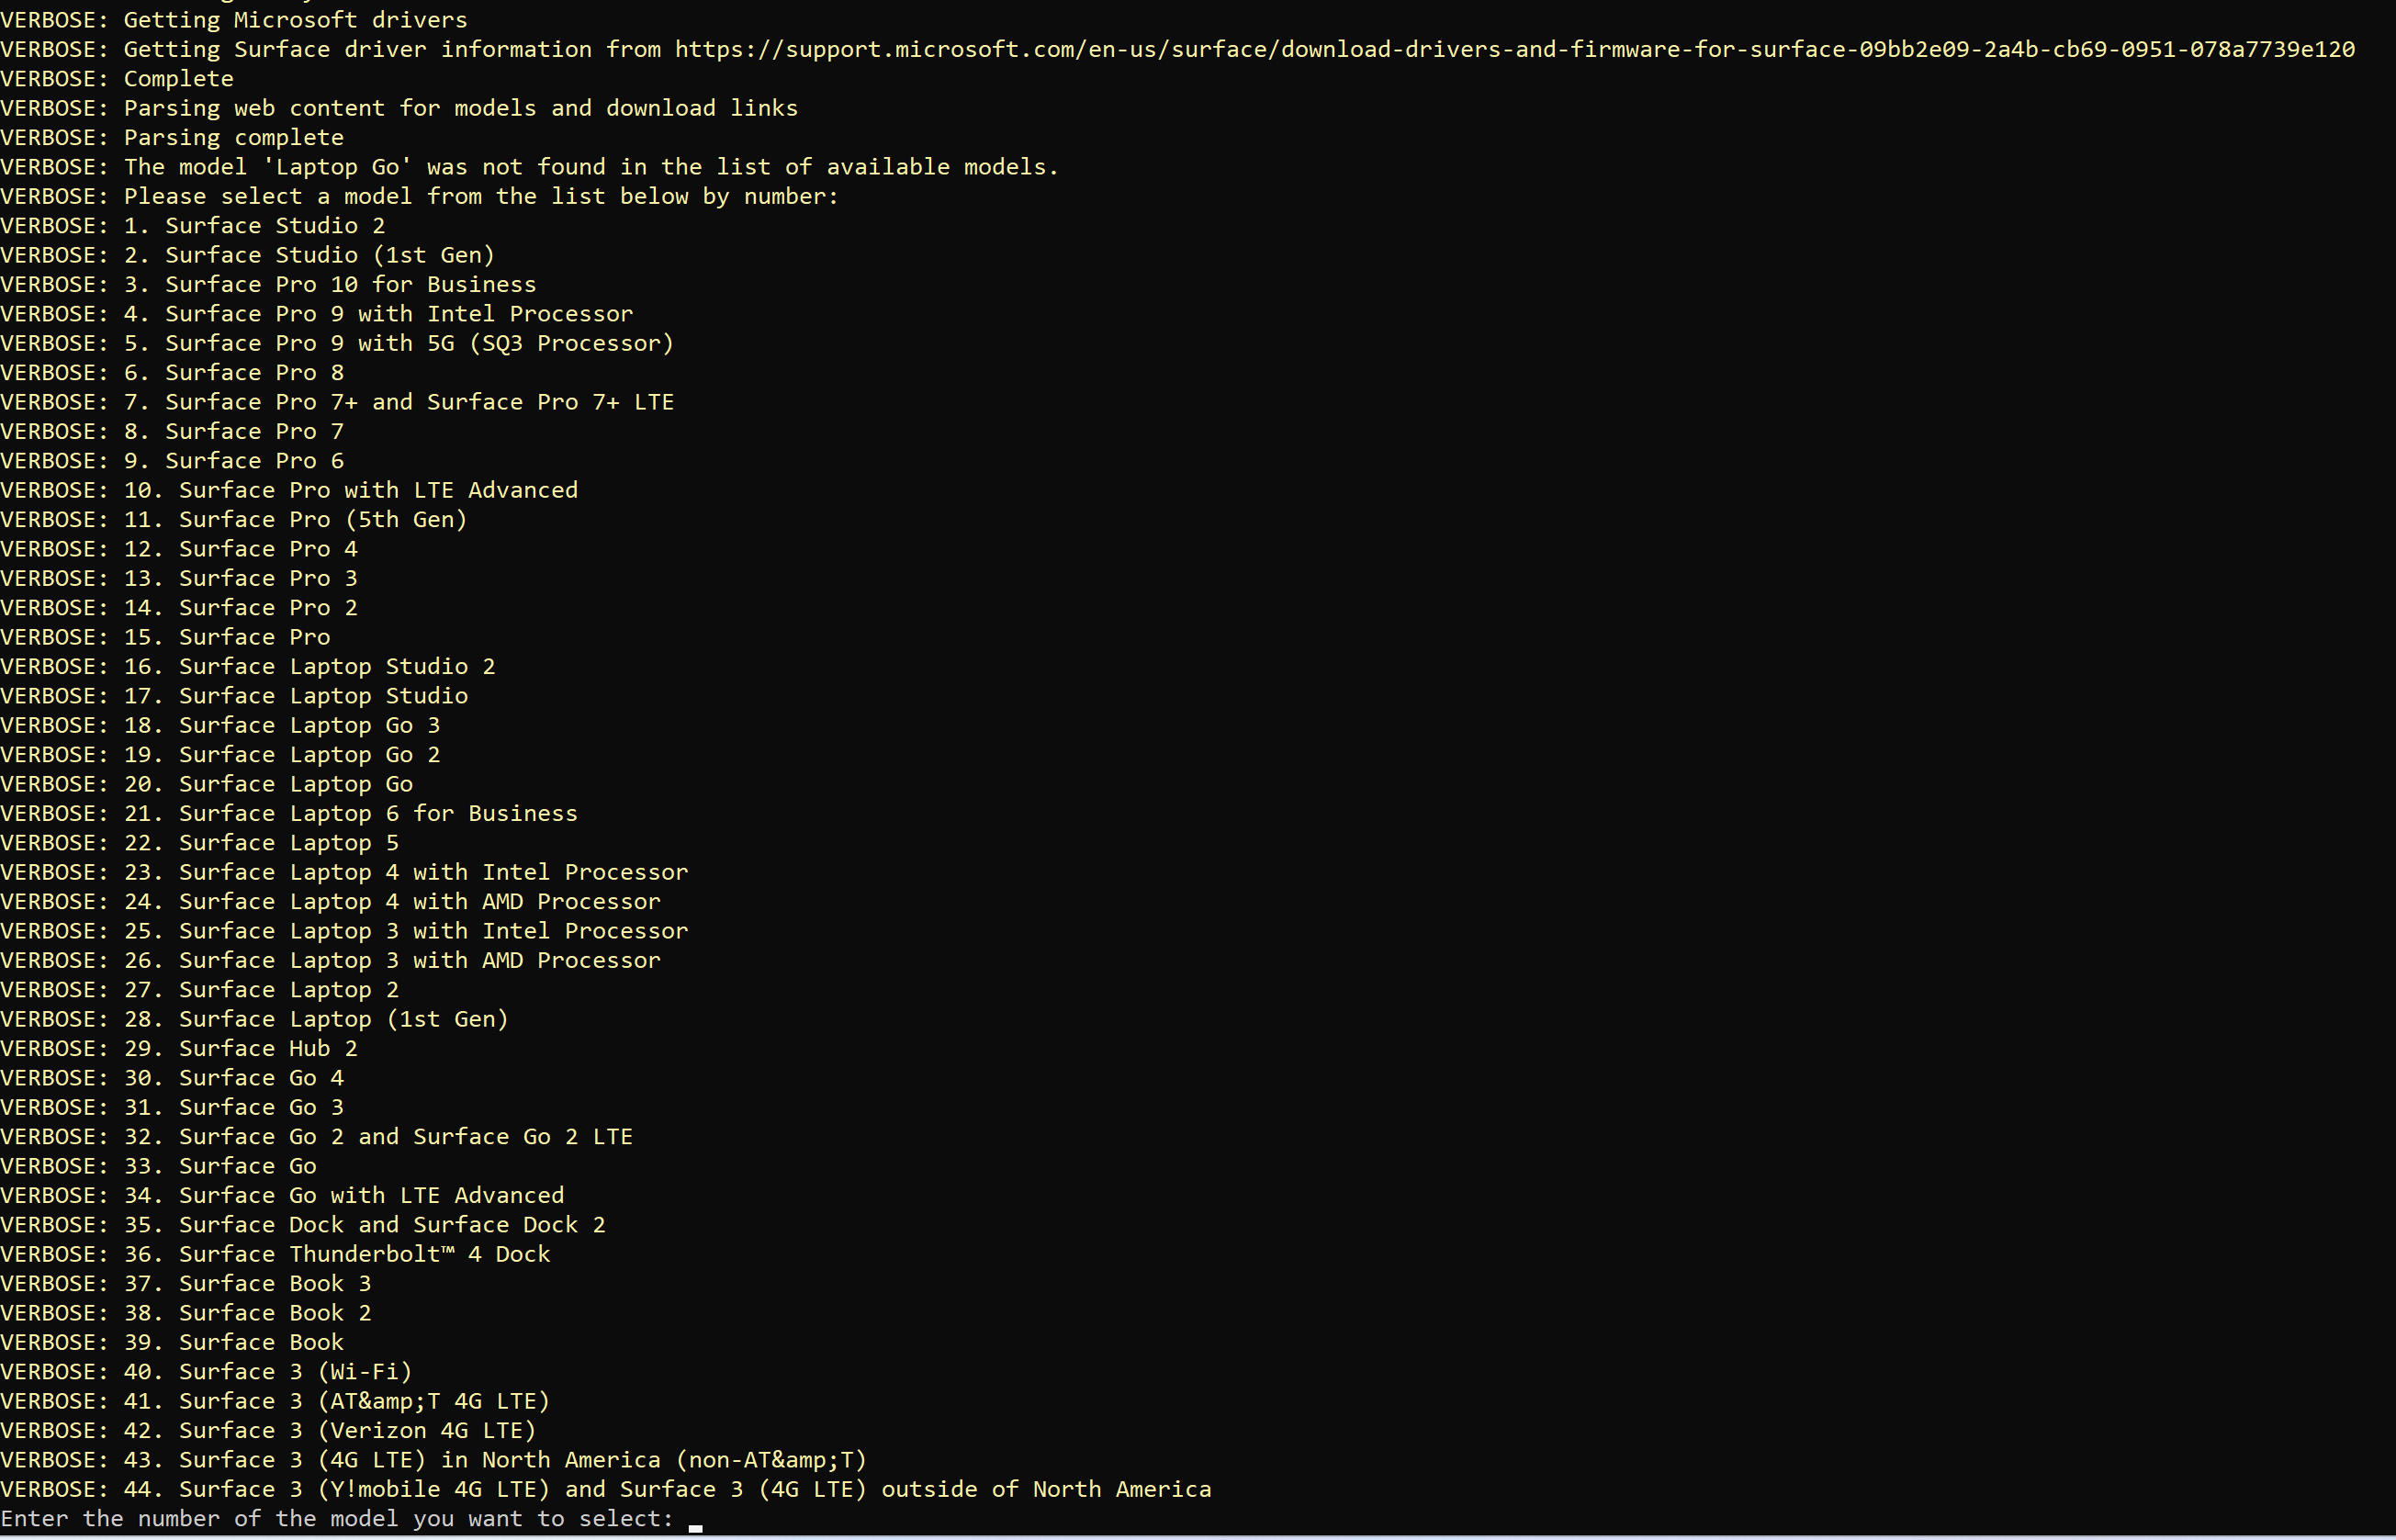 VERBOSE: Getting Microsoft drivers
VERBOSE: Getting Surface driver information from https://support.microsoft.com/en-us/surface/download-drivers-and-firmware-for-surface-09bb2e09-2a4b-cb69-0951-078a7739e120
VERBOSE: Complete
VERBOSE: Parsing web content for models and download links
VERBOSE: Parsing complete
VERBOSE: The model 'Laptop Go' was not found in the list of available models.
VERBOSE: Please select a model from the list below by number:
VERBOSE: 1. Surface Studio 2
VERBOSE: 2. Surface Studio (1st Gen)
VERBOSE: 3. Surface Pro 10 for Business
VERBOSE: 4. Surface Pro 9 with Intel Processor
VERBOSE: 5. Surface Pro 9 with 5G (SQ3 Processor)
VERBOSE: 6. Surface Pro 8
VERBOSE: 7. Surface Pro 7+ and Surface Pro 7+ LTE
VERBOSE: 8. Surface Pro 7
VERBOSE: 9. Surface Pro 6
VERBOSE: 10. Surface Pro with LTE Advanced
VERBOSE: 11. Surface Pro (5th Gen)
VERBOSE: 12. Surface Pro 4
VERBOSE: 13. Surface Pro 3
VERBOSE: 14. Surface Pro 2
VERBOSE: 15. Surface Pro
VERBOSE: 16. Surface Laptop Studio 2
VERBOSE: 17. Surface Laptop Studio
VERBOSE: 18. Surface Laptop Go 3
VERBOSE: 19. Surface Laptop Go 2
VERBOSE: 20. Surface Laptop Go
VERBOSE: 21. Surface Laptop 6 for Business
VERBOSE: 22. Surface Laptop 5
VERBOSE: 23. Surface Laptop 4 with Intel Processor
VERBOSE: 24. Surface Laptop 4 with AMD Processor
VERBOSE: 25. Surface Laptop 3 with Intel Processor
VERBOSE: 26. Surface Laptop 3 with AMD Processor
VERBOSE: 27. Surface Laptop 2
VERBOSE: 28. Surface Laptop (1st Gen)
VERBOSE: 29. Surface Hub 2
VERBOSE: 30. Surface Go 4
VERBOSE: 31. Surface Go 3
VERBOSE: 32. Surface Go 2 and Surface Go 2 LTE
VERBOSE: 33. Surface Go
VERBOSE: 34. Surface Go with LTE Advanced
VERBOSE: 35. Surface Dock and Surface Dock 2
VERBOSE: 36. Surface Thunderbolt™ 4 Dock
VERBOSE: 37. Surface Book 3
VERBOSE: 38. Surface Book 2
VERBOSE: 39. Surface Book
VERBOSE: 40. Surface 3 (Wi-Fi)
VERBOSE: 41. Surface 3 (AT&amp;T 4G LTE)
VERBOSE: 42. Surface 3 (Verizon 4G LTE)
VERBOSE: 43. Surface 3 (4G LTE) in North America (non-AT&amp;T)
VERBOSE: 44. Surface 3 (Y!mobile 4G LTE) and Surface 3 (4G LTE) outside of North America
Enter the number of the model you want to select: